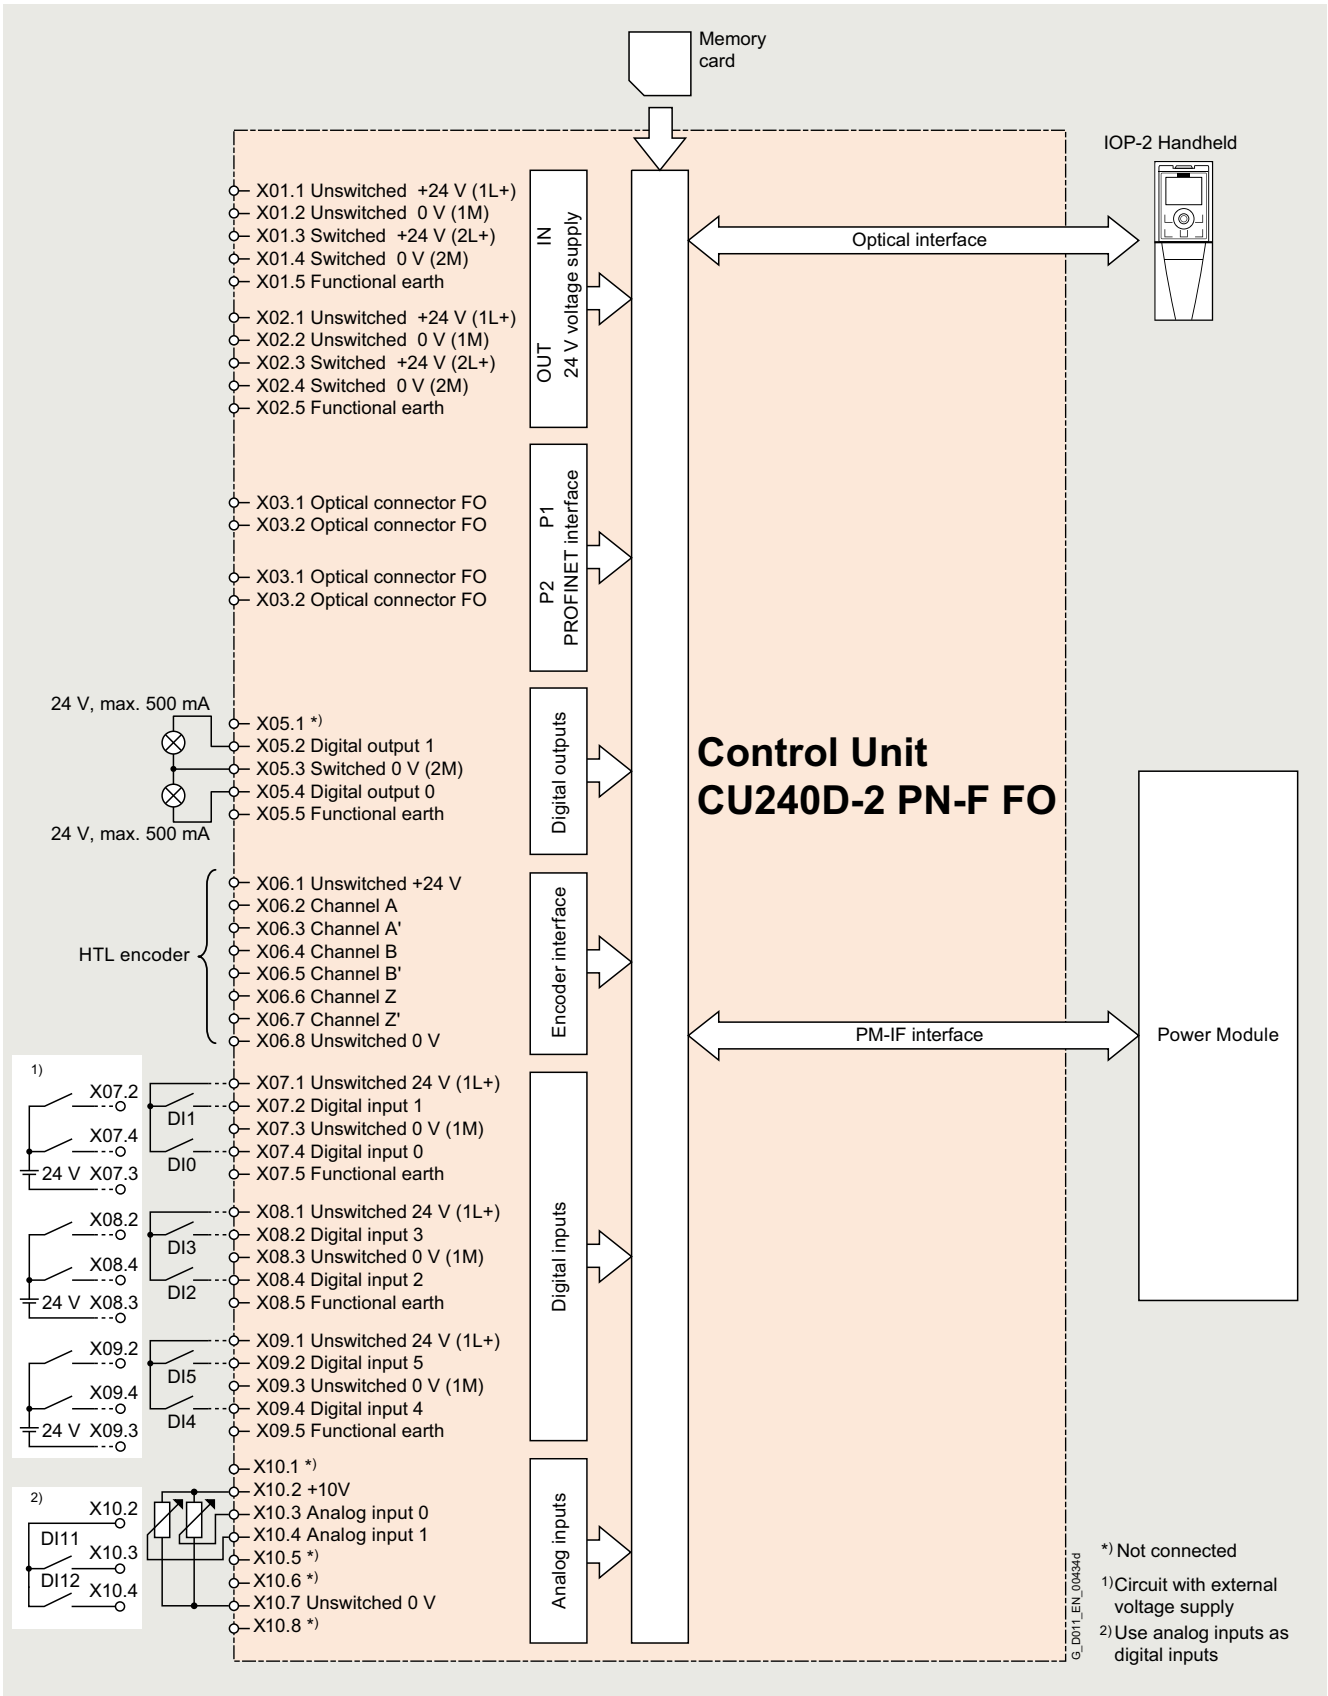 Memory
card
IOP-2 Handheld
X01.1 Unswitched +24 V (1L+)
X01.2 Unswitched 0 V (1M)
X01.3 Switched +24 V (2L+)
X01.4 Switched 0 V (2M)
X01.5 Functional earth
X02.1 Unswitched +24 V (1L+)
X02.2 Unswitched 0 V (1M)
X02.3 Switched +24 V (2L+)
X02.4 Switched 0 V (2M)
X02.5 Functional earth
OUT IN
24 V voltage supply
Optical interface
X03.1 Optical connector FO
X03.2 Optical connector FO
X03.1 Optical connector FO
X03.2 Optical connector FO
P2 P1
PROFINET interface
24 V, max. 500 mA
24 V, max. 500 mA
X05.1 *)
X05.2 Digital output 1
X05.3 Switched 0 V (2M)
X05.4 Digital output 0
X05.5 Functional earth
Digital outputs
Control Unit
CU240D-2 PN-F FO
HTL encoder
X06.1 Unswitched +24 V
X06.2 Channel A
X06.3 Channel A'
X06.4 Channel B
X06.5 Channel B'
X06.6 Channel Z
X06.7 Channel Z'
X06.8 Unswitched 0 V
Encoder interface
PM-IF interface
Power Module
1)
X07.2
X07.4
24 V X07.3
DI1
DI0
X07.1 Unswitched 24 V (1L+)
X07.2 Digital input 1
X07.3 Unswitched 0 V (1M)
X07.4 Digital input 0
X07.5 Functional earth
X08.2
X08.4
24 V X08.3
DI3
DI2
X08.1 Unswitched 24 V (1L+)
X08.2 Digital input 3
X08.3 Unswitched 0 V (1M)
X08.4 Digital input 2
X08.5 Functional earth
Digital inputs
X09.2
X09.4
24 V X09.3
DI5
DI4
X09.1 Unswitched 24 V (1L+)
X09.2 Digital input 5
X09.3 Unswitched 0 V (1M)
X09.4 Digital input 4
X09.5 Functional earth
2)
X10.2
DI11
X10.3
DI12
X10.4
X10.1 *)
X10.2 +10V
X10.3 Analog input 0
X10.4 Analog input 1
X10.5 *)
X10.6 *)
X10.7 Unswitched 0 V
X10.8 *)
Analog inputs
G_D011_EN_00434d
*) Not connected
1) Circuit with external
voltage supply
2) Use analog inputs as
digital inputs